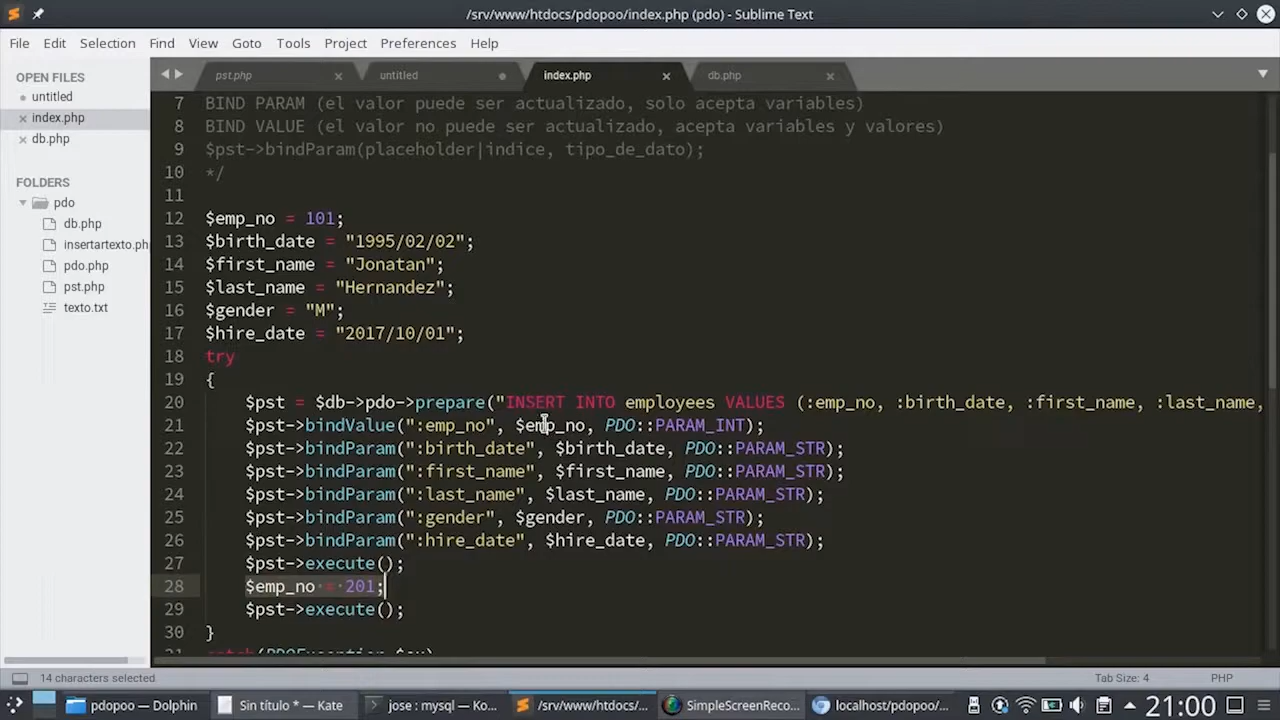 /srv/www/htdocs/pdopoo/index.php (pdo) - Sublime Text
File Edit Selection Find View Goto Tools Project Preferences Help
OPEN FILES
untitled
index.php
db.php
FOLDERS
pdo
db.php
insertartexto.ph
pdo.php
pst.php
texto.txt
pst.php untitled index.php db.php
7 BIND PARAM (el valor puede ser actualizado, solo acepta variables)
8 BIND VALUE (el valor no puede ser actualizado, acepta variables y valores)
9 $pst->bindParam(placeholder|indice, tipo_de_dato);
10 */
11
12 $emp_no = 101;
13 $birth_date = "1995/02/02";
14 $first_name = "Jonatan";
15 $last_name = "Hernandez";
16 $gender = "M";
17 $hire_date = "2017/10/01";
18 try
19 {
20 $pst = $db->pdo->prepare("INSERT INTO employees VALUES (:emp_no, :birth_date, :first_name, :last_name,
21 $pst->bindValue(":emp_no", $emp_no, PDO::PARAM_INT);
22 $pst->bindParam(":birth_date", $birth_date, PDO::PARAM_STR);
23 $pst->bindParam(":first_name", $first_name, PDO::PARAM_STR);
24 $pst->bindParam(":last_name", $last_name, PDO::PARAM_STR);
25 $pst->bindParam(":gender", $gender, PDO::PARAM_STR);
26 $pst->bindParam(":hire_date", $hire_date, PDO::PARAM_STR);
27 $pst->execute();
28 $emp_no = 201;
29 $pst->execute();
30 }
31 catch(PDOException $ex)
14 characters selected Tab Size: 4 PHP
pdopoo — Dolphin Sin título * — Kate jose : mysql — Ko... /srv/www/htdocs/... SimpleScreenReco... localhost/pdopoo/... 21:00